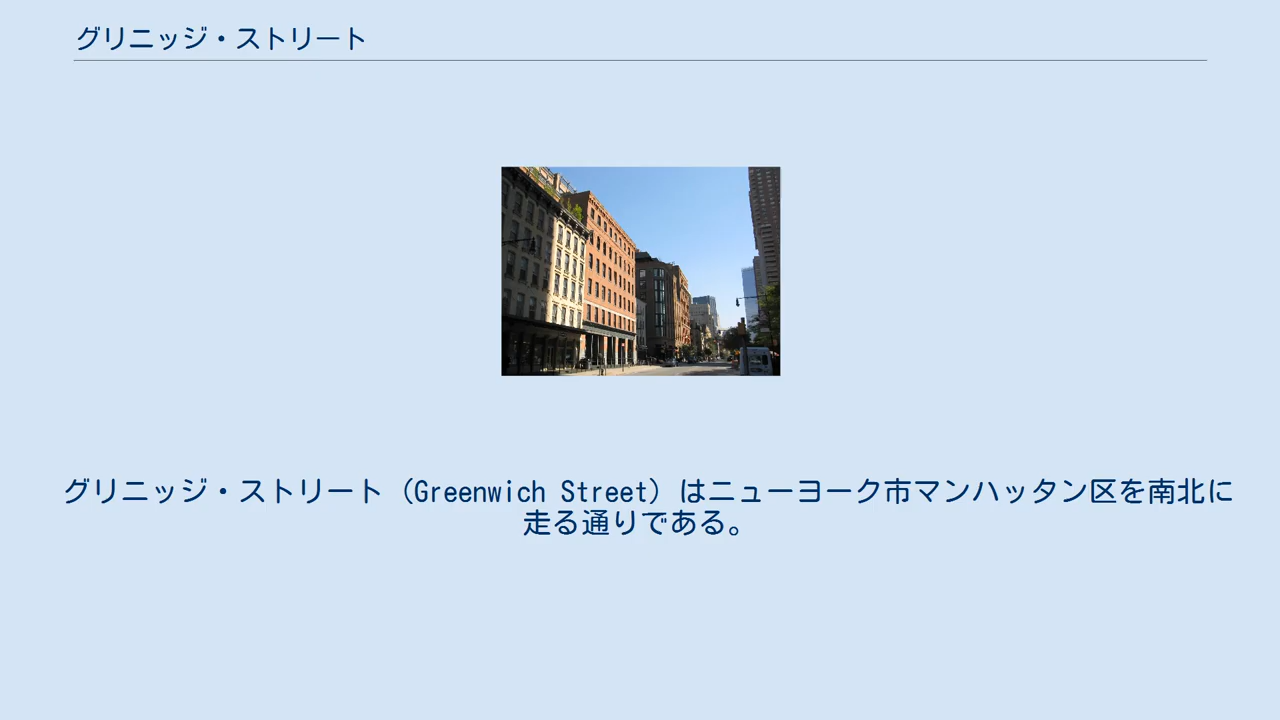 グリニッジ・ストリート
グリニッジ・ストリート（Greenwich Street）はニューヨーク市マンハッタン区を南北に
走る通りである。